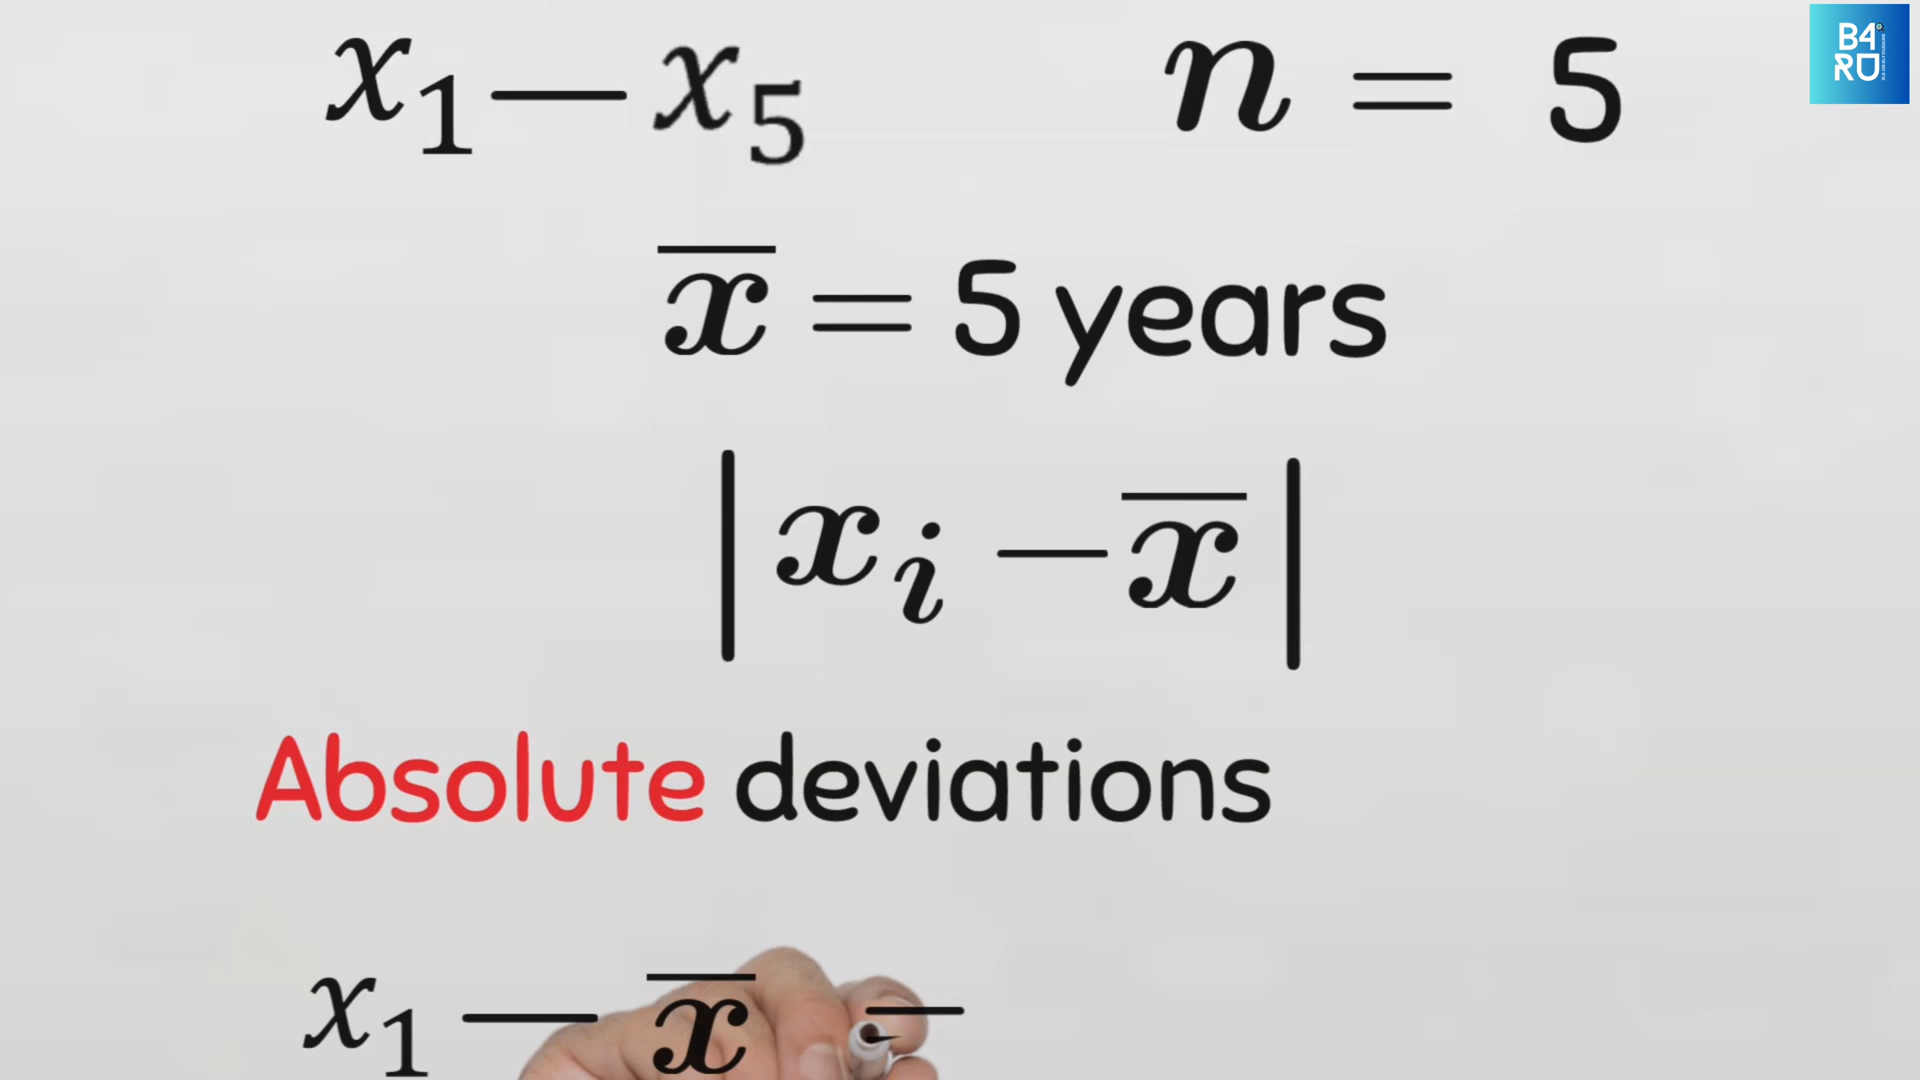 x₁ — x₅ n = 5
x̅ = 5 years
| xᵢ — x̅ |
Absolute deviations
x₁ — x̅ =
B4
RU